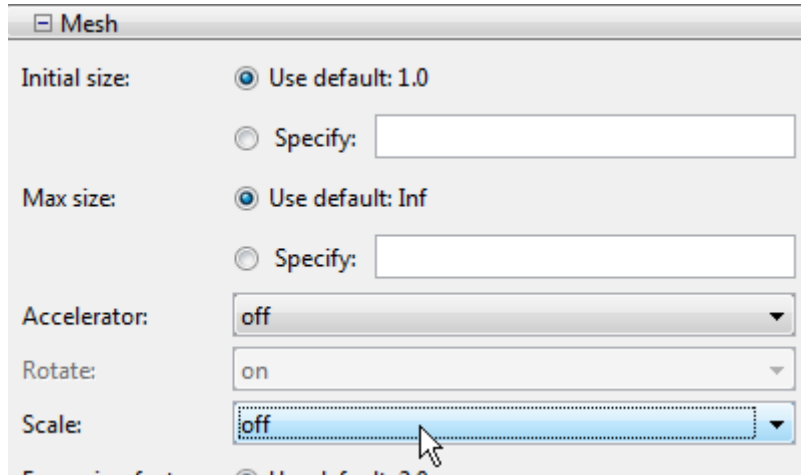 Mesh
Initial size: Use default: 1.0
Specify:
Max size: Use default: Inf
Specify:
Accelerator: off
Rotate: on
Scale: off